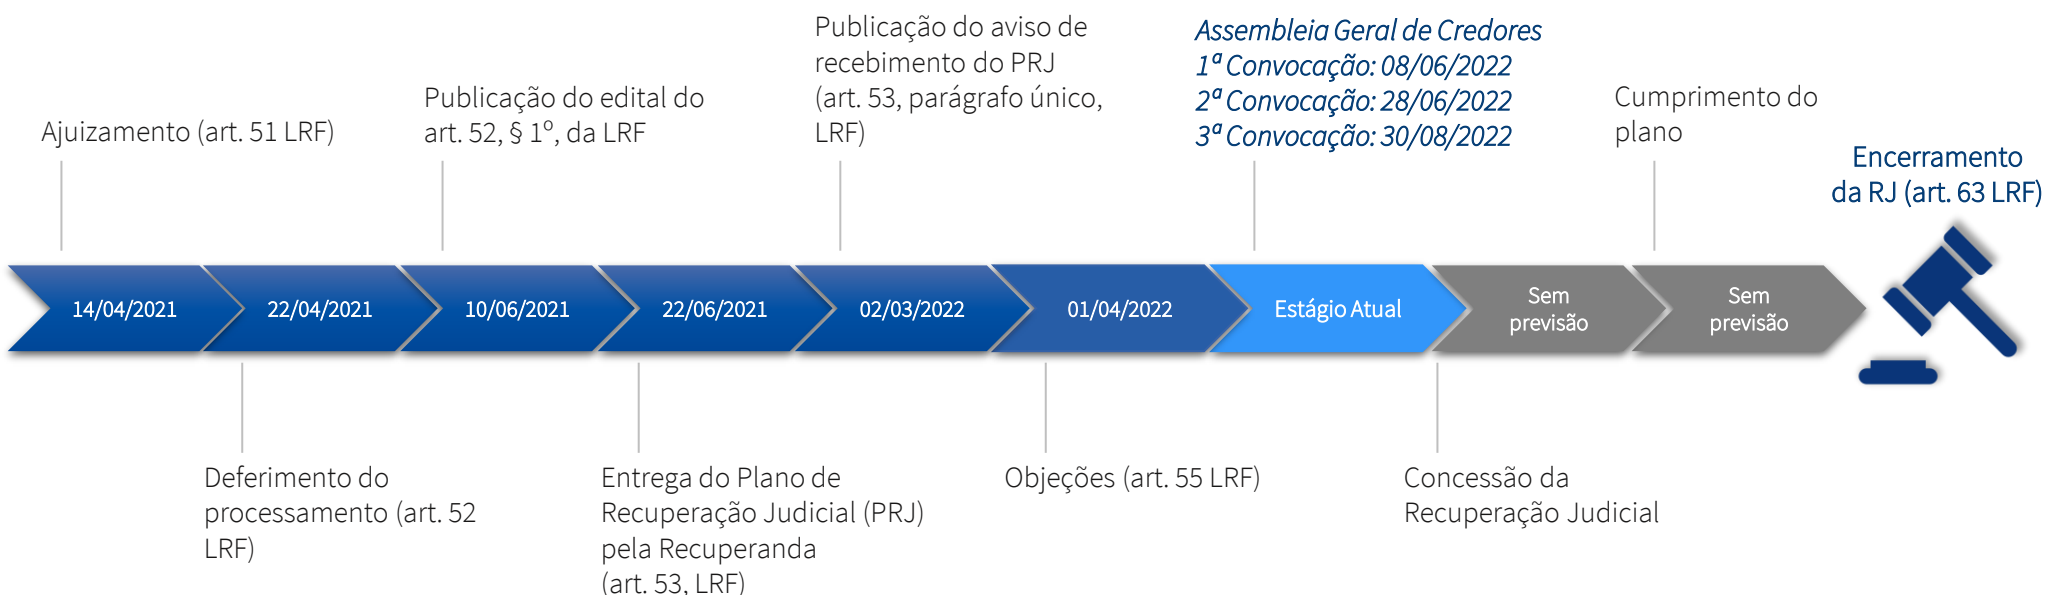 Ajuizamento (art. 51 LRF)
Publicação do edital do
art. 52, § 1º, da LRF
Publicação do aviso de
recebimento do PRJ
(art. 53, parágrafo único,
LRF)
Assembleia Geral de Credores
1ª Convocação: 08/06/2022
2ª Convocação: 28/06/2022
3ª Convocação: 30/08/2022
Cumprimento do
plano
Encerramento
da RJ (art. 63 LRF)
14/04/2021
22/04/2021
10/06/2021
22/06/2021
02/03/2022
01/04/2022
Estágio Atual
Sem
previsão
Sem
previsão
Deferimento do
processamento (art. 52
LRF)
Entrega do Plano de
Recuperação Judicial (PRJ)
pela Recuperanda
(art. 53, LRF)
Objeções (art. 55 LRF)
Concessão da
Recuperação Judicial